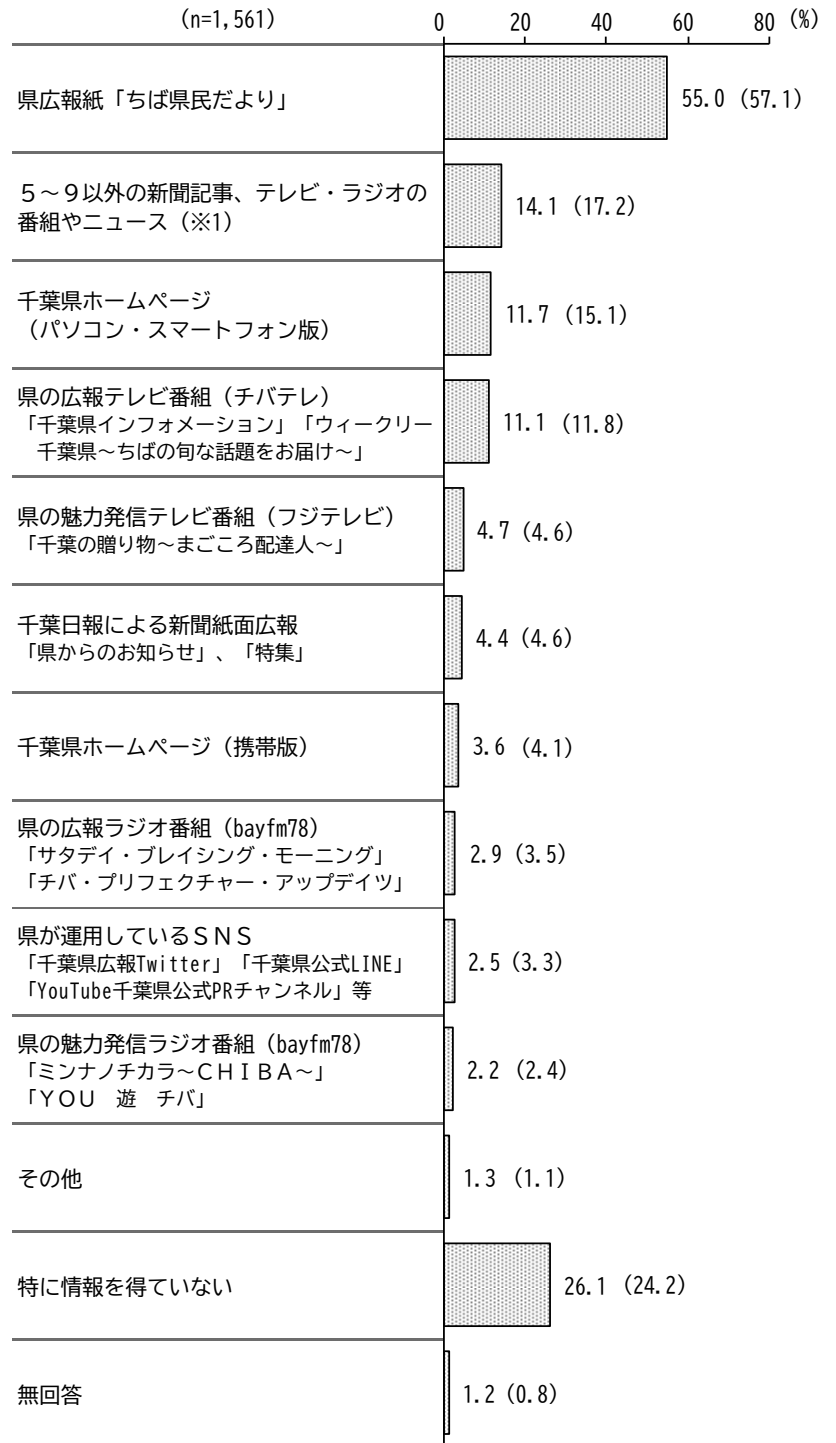 (n=1,561)
0 20 40 60 80 (%)
県広報紙「ちば県民だより」
55.0 (57.1)
５～９以外の新聞記事、テレビ・ラジオの
番組やニュース（※1）
14.1 (17.2)
千葉県ホームページ
（パソコン・スマートフォン版）
11.7 (15.1)
県の広報テレビ番組（チバテレ）
「千葉県インフォメーション」「ウィークリー
千葉県～ちばの旬な話題をお届け～」
11.1 (11.8)
県の魅力発信テレビ番組（フジテレビ）
「千葉の贈り物～まごころ配達人～」
4.7 (4.6)
千葉日報による新聞紙面広報
「県からのお知らせ」、「特集」
4.4 (4.6)
千葉県ホームページ（携帯版）
3.6 (4.1)
県の広報ラジオ番組（bayfm78）
「サタデイ・ブレイシング・モーニング」
「チバ・プリフェクチャー・アップデイツ」
2.9 (3.5)
県が運用しているＳＮＳ
「千葉県広報Twitter」「千葉県公式LINE」
「YouTube千葉県公式PRチャンネル」等
2.5 (3.3)
県の魅力発信ラジオ番組（bayfm78）
「ミンナノチカラ～ＣＨＩＢＡ～」
「ＹＯＵ　遊　チバ」
2.2 (2.4)
その他
1.3 (1.1)
特に情報を得ていない
26.1 (24.2)
無回答
1.2 (0.8)